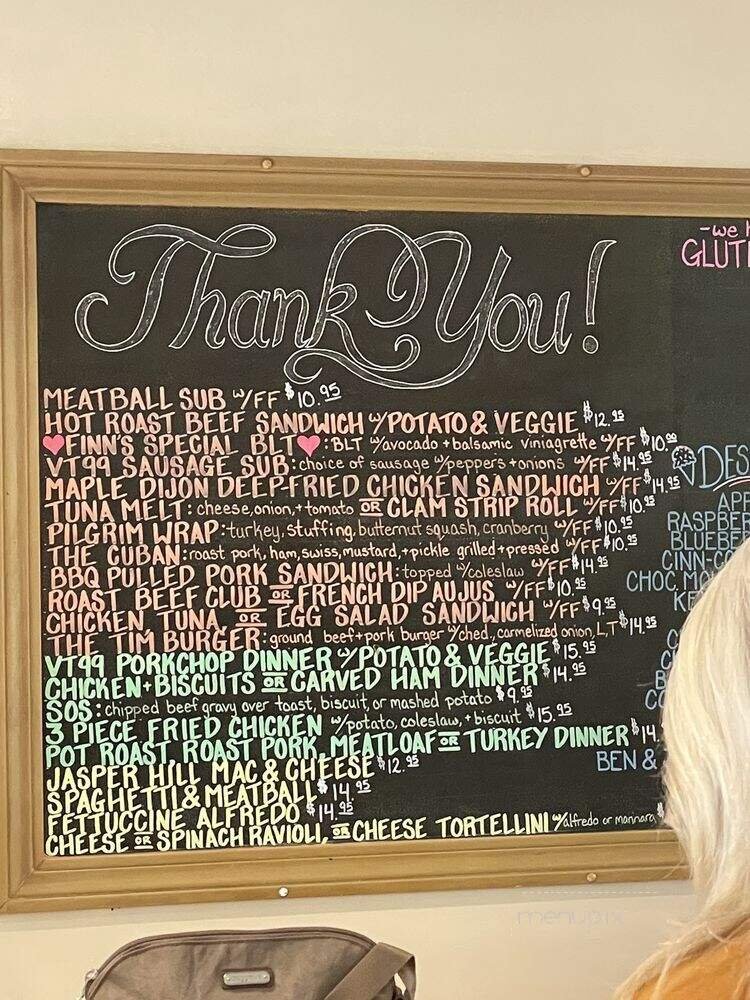 Thank You!
MEATBALL SUB w/FF $10.95
HOT ROAST BEEF SANDWICH w/POTATO & VEGGIE $12.95
♥FINN'S SPECIAL BLT♥: BLT w/avocado + balsamic viniagrette w/FF $10.00
VT99 SAUSAGE SUB: choice of sausage w/peppers + onions w/FF $14.95
MAPLE DIJON DEEP-FRIED CHICKEN SANDWICH w/FF $14.95
TUNA MELT: cheese, onion, + tomato OR CLAM STRIP ROLL w/FF $10.95
PILGRIM WRAP: turkey, stuffing, butternut squash, cranberry w/FF $10.95
THE CUBAN: roast pork, ham, swiss, mustard, + pickle grilled + pressed w/FF $10.95
BBQ PULLED PORK SANDWICH: topped w/coleslaw w/FF $14.95
ROAST BEEF CLUB OR FRENCH DIP AUJUS w/FF $10.95
CHICKEN, TUNA, OR EGG SALAD SANDWICH w/FF $9.95
THE TIM BURGER: ground beef + pork burger w/ched., carmelized onion, L,T $14.95
VT99 PORKCHOP DINNER w/POTATO & VEGGIE $15.95
CHICKEN + BISCUITS OR CARVED HAM DINNER $14.95
SOS: chipped beef gravy over toast, biscuit, or mashed potato $9.95
3 PIECE FRIED CHICKEN w/potato, coleslaw, + biscuit $15.95
POT ROAST, ROAST PORK, MEATLOAF OR TURKEY DINNER $14.
JASPER HILL MAC & CHEESE $12.95
SPAGHETTI & MEATBALL $14.95
FETTUCCINE ALFREDO $14.95
CHEESE OR SPINACH RAVIOLI, OR CHEESE TORTELLINI w/alfredo or marinara $
-we h
GLUT
DES
APP
RASPBER
BLUEBER
CINN-C
CHOC. MO
KE
BEN &
menupix